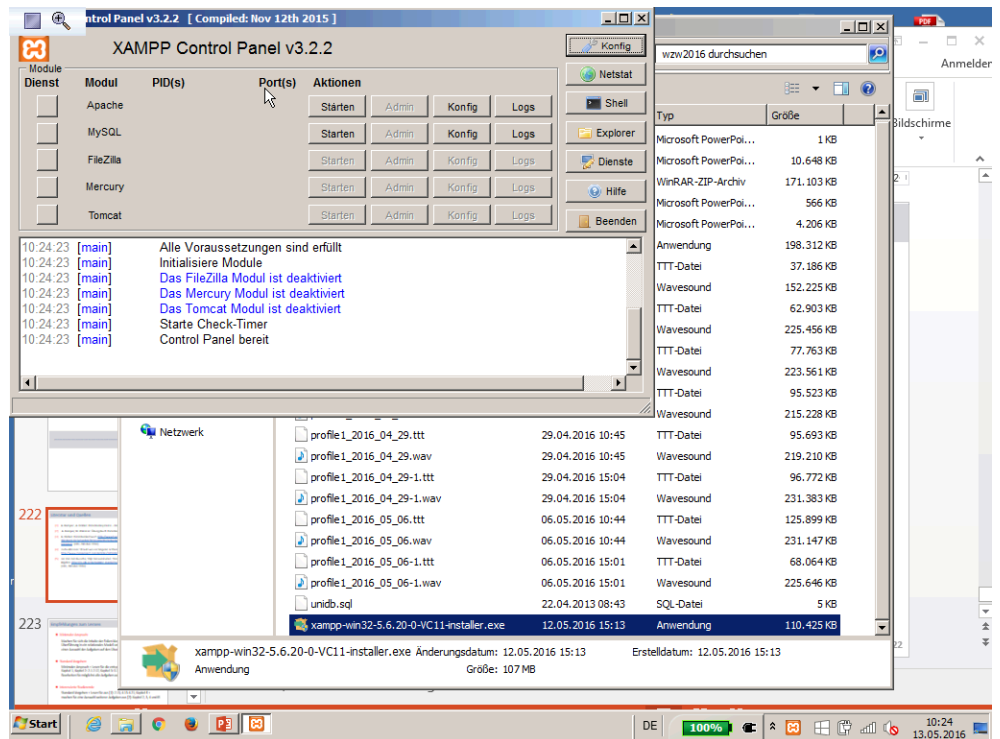 ntrol Panel v3.2.2 [ Compiled: Nov 12th 2015 ]
XAMPP Control Panel v3.2.2
Konfig
Module
Dienst Modul PID(s) Port(s) Aktionen
Netstat
Apache Starten Admin Konfig Logs
Shell
MySQL Starten Admin Konfig Logs
Explorer
FileZilla Starten Admin Konfig Logs
Dienste
Mercury Starten Admin Konfig Logs
Hilfe
Tomcat Starten Admin Konfig Logs
Beenden
10:24:23 [main] Alle Voraussetzungen sind erfüllt
10:24:23 [main] Initialisiere Module
10:24:23 [main] Das FileZilla Modul ist deaktiviert
10:24:23 [main] Das Mercury Modul ist deaktiviert
10:24:23 [main] Das Tomcat Modul ist deaktiviert
10:24:23 [main] Starte Check-Timer
10:24:23 [main] Control Panel bereit
PDF
wzw2016 durchsuchen
Anmelden
Bildschirme
Typ Größe
Microsoft PowerPoi... 1 KB
Microsoft PowerPoi... 10.648 KB
WinRAR-ZIP-Archiv 171.103 KB
Microsoft PowerPoi... 566 KB
Microsoft PowerPoi... 4.206 KB
Anwendung 198.312 KB
TTT-Datei 37.186 KB
Wavesound 152.225 KB
TTT-Datei 62.903 KB
Wavesound 225.456 KB
TTT-Datei 77.763 KB
Wavesound 223.561 KB
TTT-Datei 95.523 KB
Wavesound 215.228 KB
Netzwerk
profile1_2016_04_29.ttt 29.04.2016 10:45 TTT-Datei 95.693 KB
profile1_2016_04_29.wav 29.04.2016 10:45 Wavesound 219.210 KB
profile1_2016_04_29-1.ttt 29.04.2016 15:04 TTT-Datei 96.772 KB
profile1_2016_04_29-1.wav 29.04.2016 15:04 Wavesound 231.383 KB
profile1_2016_05_06.ttt 06.05.2016 10:44 TTT-Datei 125.899 KB
profile1_2016_05_06.wav 06.05.2016 10:44 Wavesound 231.147 KB
profile1_2016_05_06-1.ttt 06.05.2016 15:01 TTT-Datei 68.064 KB
profile1_2016_05_06-1.wav 06.05.2016 15:01 Wavesound 225.646 KB
unidb.sql 22.04.2013 08:43 SQL-Datei 5 KB
xampp-win32-5.6.20-0-VC11-installer.exe 12.05.2016 15:13 Anwendung 110.425 KB
xampp-win32-5.6.20-0-VC11-installer.exe Änderungsdatum: 12.05.2016 15:13 Erstelldatum: 12.05.2016 15:13
Anwendung Größe: 107 MB
222
223
Start
DE 100% 10:24
13.05.2016